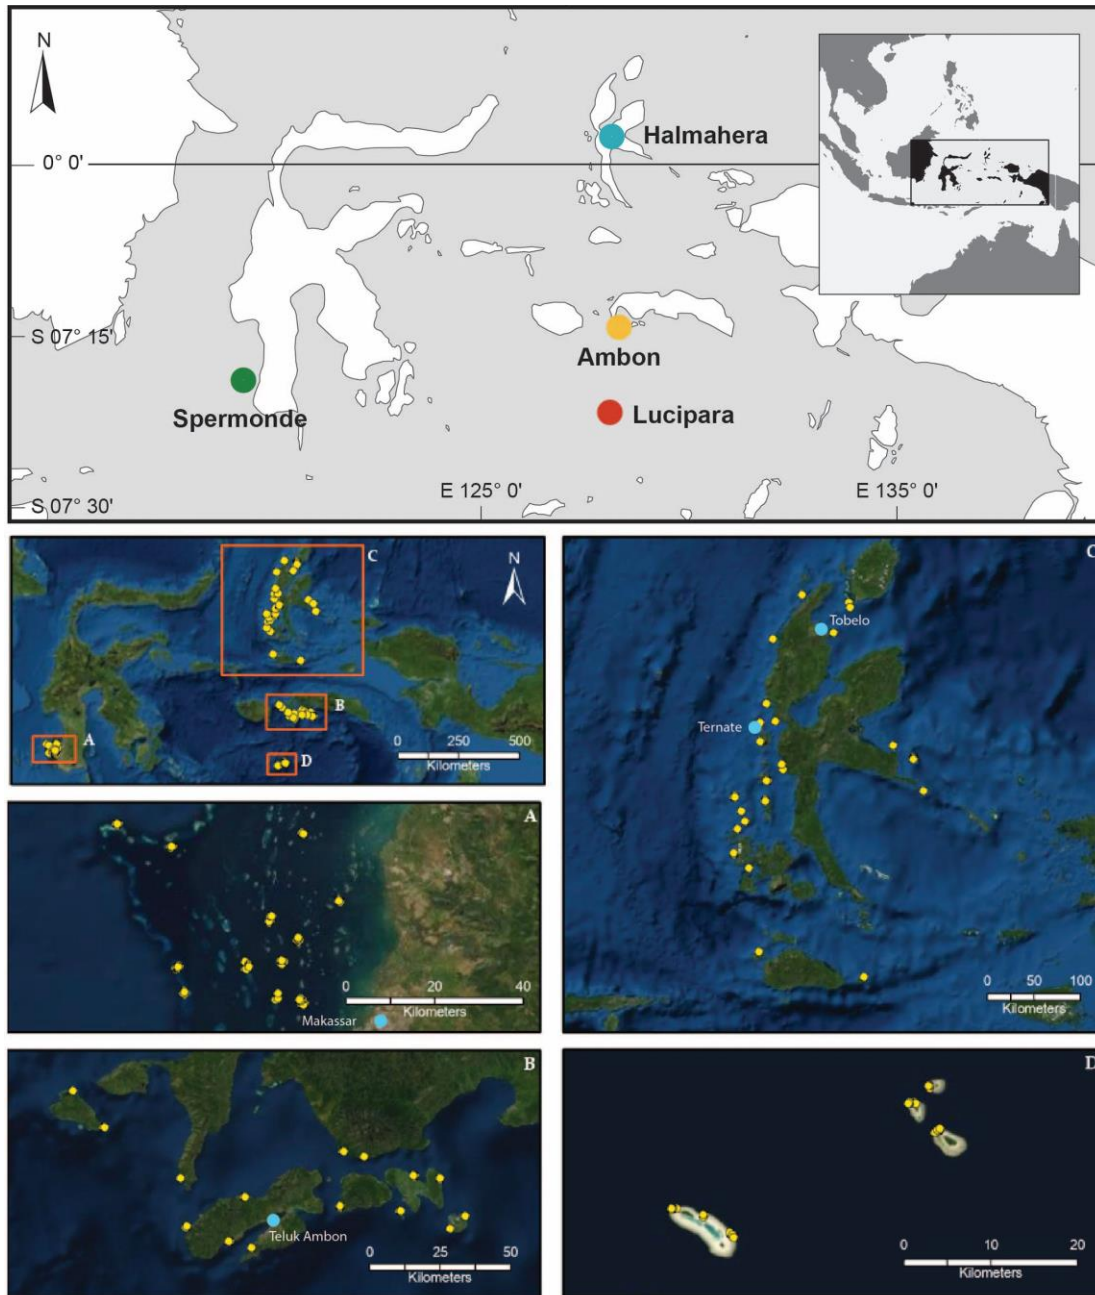 N
Halmahera
0° 0'
S 07° 15'
Ambon
Spermonde
Lucipara
E 125° 0'
E 135° 0'
S 07° 30'
C
N
B
A
D
0 250 500
Kilometers
C
Tobelo
Ternate
0 50 100
Kilometers
A
0 20 40
Kilometers
Makassar
B
Teluk Ambon
0 25 50
Kilometers
D
0 10 20
Kilometers